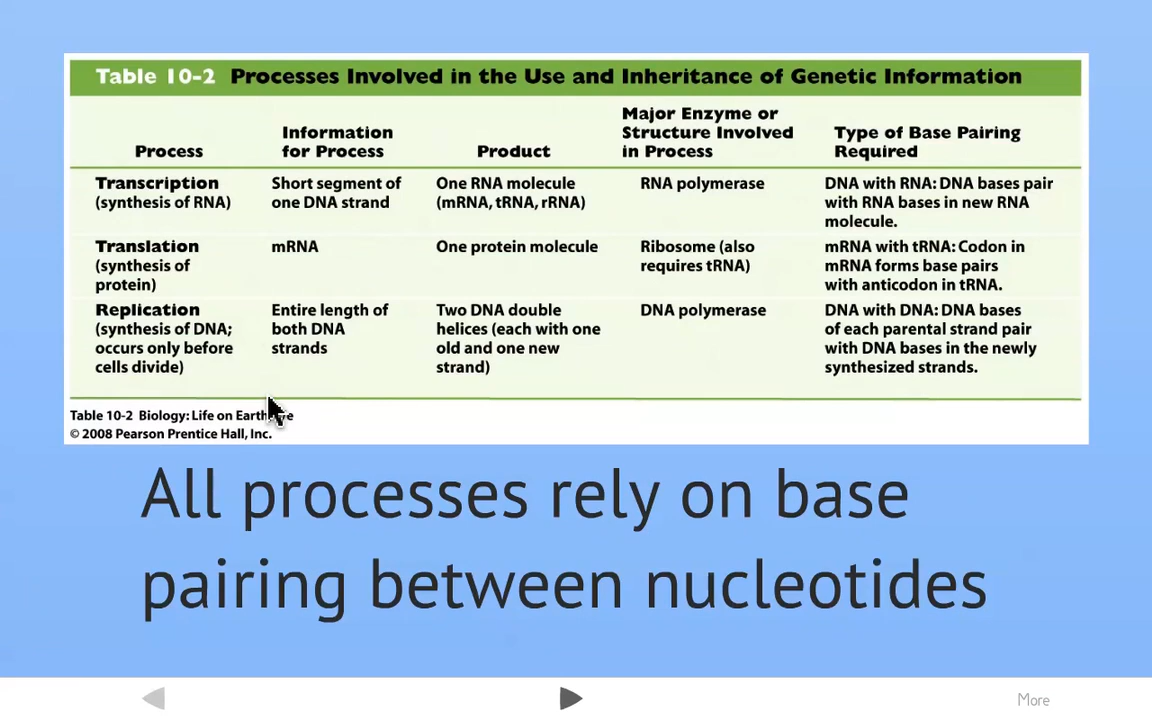 Table 10-2 Processes Involved in the Use and Inheritance of Genetic Information
Process
Information
for Process
Product
Major Enzyme or
Structure Involved
in Process
Type of Base Pairing
Required
Transcription
(synthesis of RNA)
Short segment of
one DNA strand
One RNA molecule
(mRNA, tRNA, rRNA)
RNA polymerase
DNA with RNA: DNA bases pair
with RNA bases in new RNA
molecule.
Translation
(synthesis of
protein)
mRNA
One protein molecule
Ribosome (also
requires tRNA)
mRNA with tRNA: Codon in
mRNA forms base pairs
with anticodon in tRNA.
Replication
(synthesis of DNA;
occurs only before
cells divide)
Entire length of
both DNA
strands
Two DNA double
helices (each with one
old and one new
strand)
DNA polymerase
DNA with DNA: DNA bases
of each parental strand pair
with DNA bases in the newly
synthesized strands.
Table 10-2 Biology: Life on Earth
© 2008 Pearson Prentice Hall, Inc.
All processes rely on base
pairing between nucleotides
More